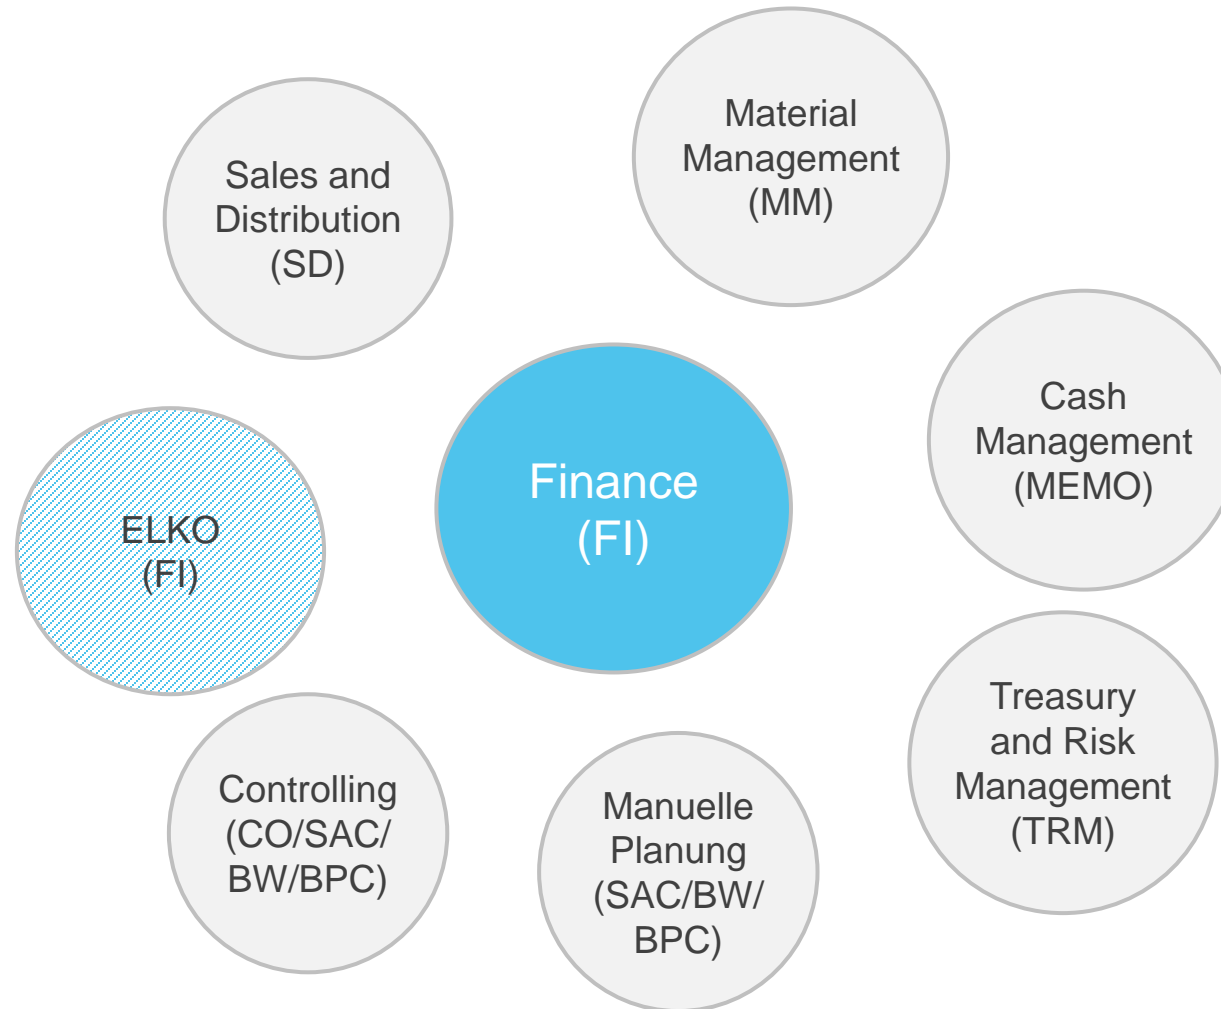 Material
Management
(MM)
Sales and
Distribution
(SD)
Cash
Management
(MEMO)
Finance
(FI)
ELKO
(FI)
Treasury
and Risk
Management
(TRM)
Controlling
(CO/SAC/
BW/BPC)
Manuelle
Planung
(SAC/BW/
BPC)